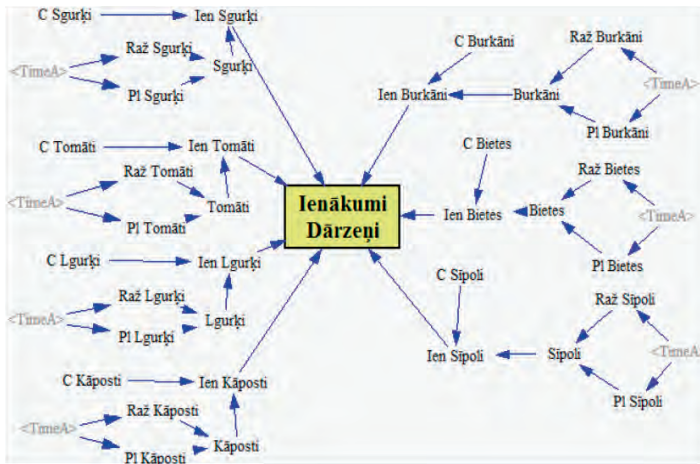 C Sgurķi
Ien Sgurķi
Raž Sgurķi
<TimeA>
Sgurķi
Pl Sgurķi
C Tomāti
Ien Tomāti
Raž Tomāti
<TimeA>
Tomāti
Pl Tomāti
C Lgurķi
Ien Lgurķi
Raž Lgurķi
<TimeA>
Lgurķi
Pl Lgurķi
C Kāposti
Ien Kāposti
Raž Kāposti
<TimeA>
Kāposti
Pl Kāposti
Ienākumi
Dārzeņi
C Burkāni
Raž Burkāni
<TimeA>
Ien Burkāni
Burkāni
Pl Burkāni
C Bietes
Raž Bietes
Ien Bietes
Bietes
<TimeA>
Pl Bietes
C Sīpoli
Raž Sīpoli
Ien Sīpoli
Sīpoli
<TimeA>
Pl Sīpoli